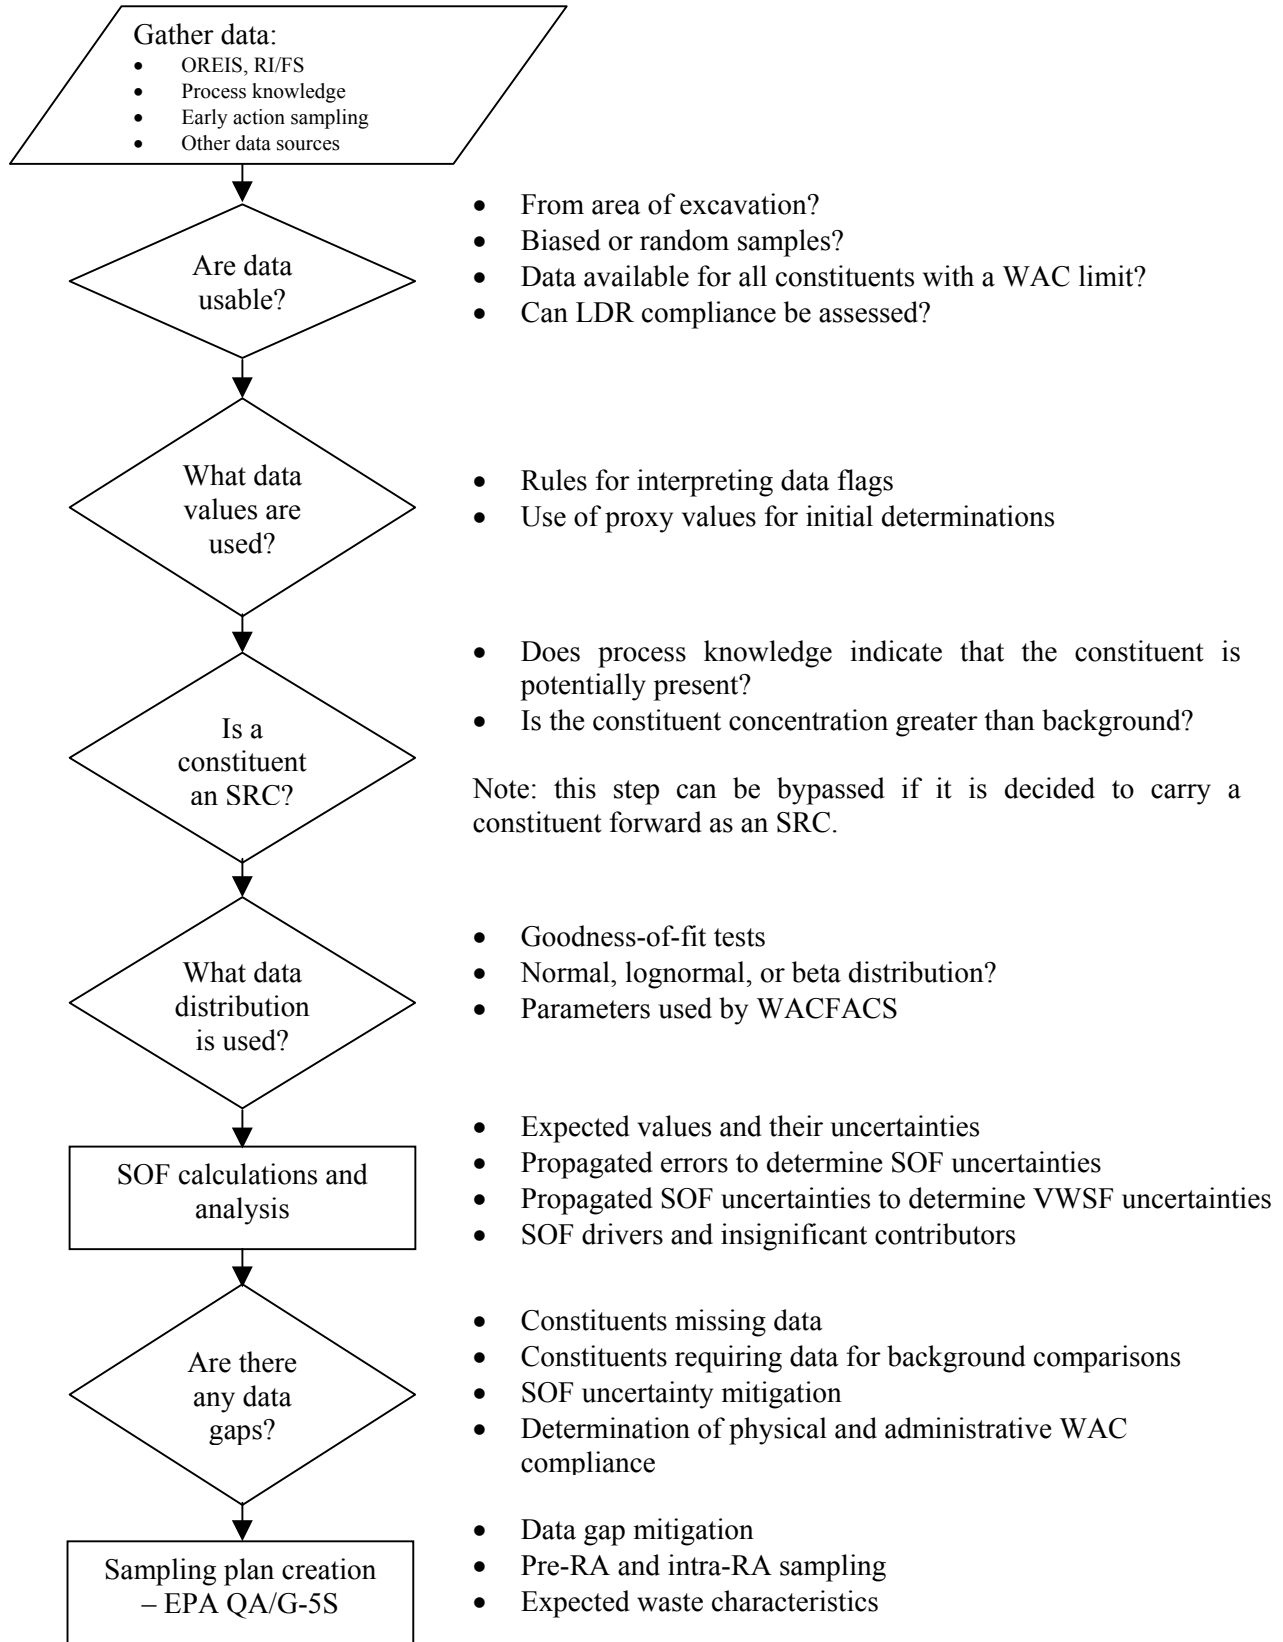 Gather data:
• OREIS, RI/FS
• Process knowledge
• Early action sampling
• Other data sources
Are data
usable?
• From area of excavation?
• Biased or random samples?
• Data available for all constituents with a WAC limit?
• Can LDR compliance be assessed?
What data
values are
used?
• Rules for interpreting data flags
• Use of proxy values for initial determinations
Is a
constituent
an SRC?
• Does process knowledge indicate that the constituent is
potentially present?
• Is the constituent concentration greater than background?
Note: this step can be bypassed if it is decided to carry a
constituent forward as an SRC.
What data
distribution
is used?
• Goodness-of-fit tests
• Normal, lognormal, or beta distribution?
• Parameters used by WACFACS
SOF calculations and
analysis
• Expected values and their uncertainties
• Propagated errors to determine SOF uncertainties
• Propagated SOF uncertainties to determine VWSF uncertainties
• SOF drivers and insignificant contributors
Are there
any data
gaps?
• Constituents missing data
• Constituents requiring data for background comparisons
• SOF uncertainty mitigation
• Determination of physical and administrative WAC
compliance
Sampling plan creation
– EPA QA/G-5S
• Data gap mitigation
• Pre-RA and intra-RA sampling
• Expected waste characteristics